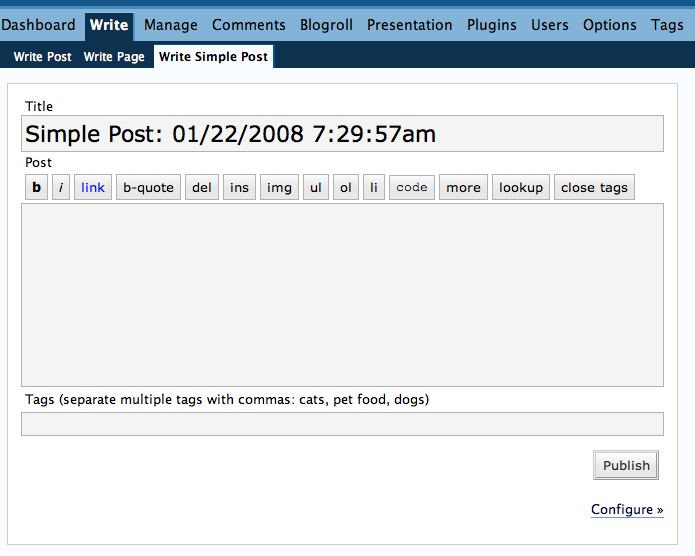 Dashboard Write Manage Comments Blogroll Presentation Plugins Users Options Tags
Write Post Write Page Write Simple Post
Title
Simple Post: 01/22/2008 7:29:57am
Post
b i link b-quote del ins img ul ol li code more lookup close tags
Tags (separate multiple tags with commas: cats, pet food, dogs)
Publish
Configure »